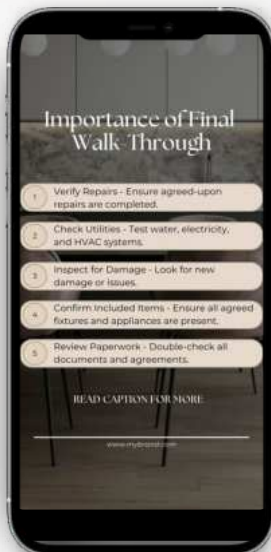 Importance of Final
Walk-Through
1 Verify Repairs - Ensure agreed-upon
repairs are completed.
2 Check Utilities - Test water, electricity,
and HVAC systems.
3 Inspect for Damage - Look for new
damage or issues.
4 Confirm Included Items - Ensure all agreed
fixtures and appliances are present.
5 Review Paperwork - Double-check all
documents and agreements.
READ CAPTION FOR MORE
www.mybrand.com